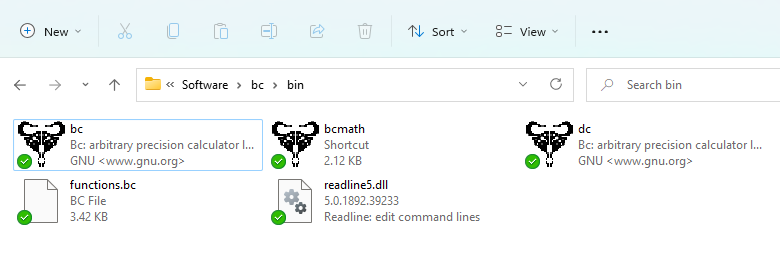 New
Sort
View
Software
bc
bin
Search bin
bc
Bc: arbitrary precision calculator l...
GNU <www.gnu.org>
bcmath
Shortcut
2.12 KB
dc
Bc: arbitrary precision calculator l...
GNU <www.gnu.org>
functions.bc
BC File
3.42 KB
readline5.dll
5.0.1892.39233
Readline: edit command lines